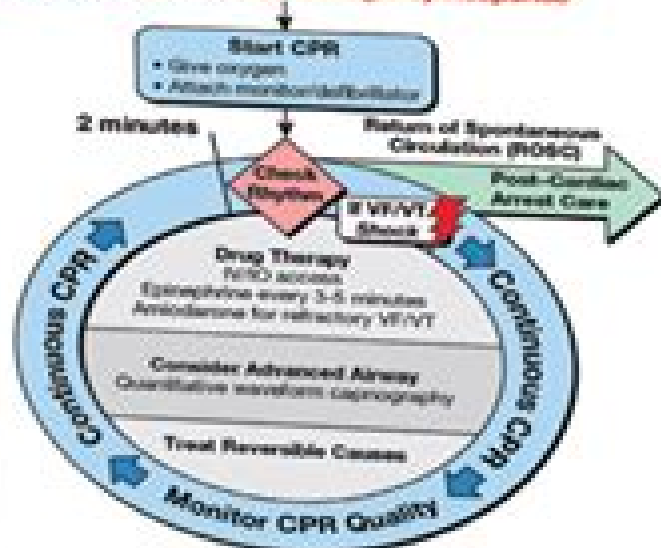 Start CPR
• Give oxygen
• Attach monitor/defibrillator
2 minutes
Return of Spontaneous
Circulation (ROSC)
Check
Rhythm
Post-Cardiac
Arrest Care
If VF/VT
Shock
Drug Therapy
IV/IO access
Epinephrine every 3-5 minutes
Amiodarone for refractory VF/VT
Consider Advanced Airway
Quantitative waveform capnography
Treat Reversible Causes
Continuous CPR
Continuous CPR
Monitor CPR Quality